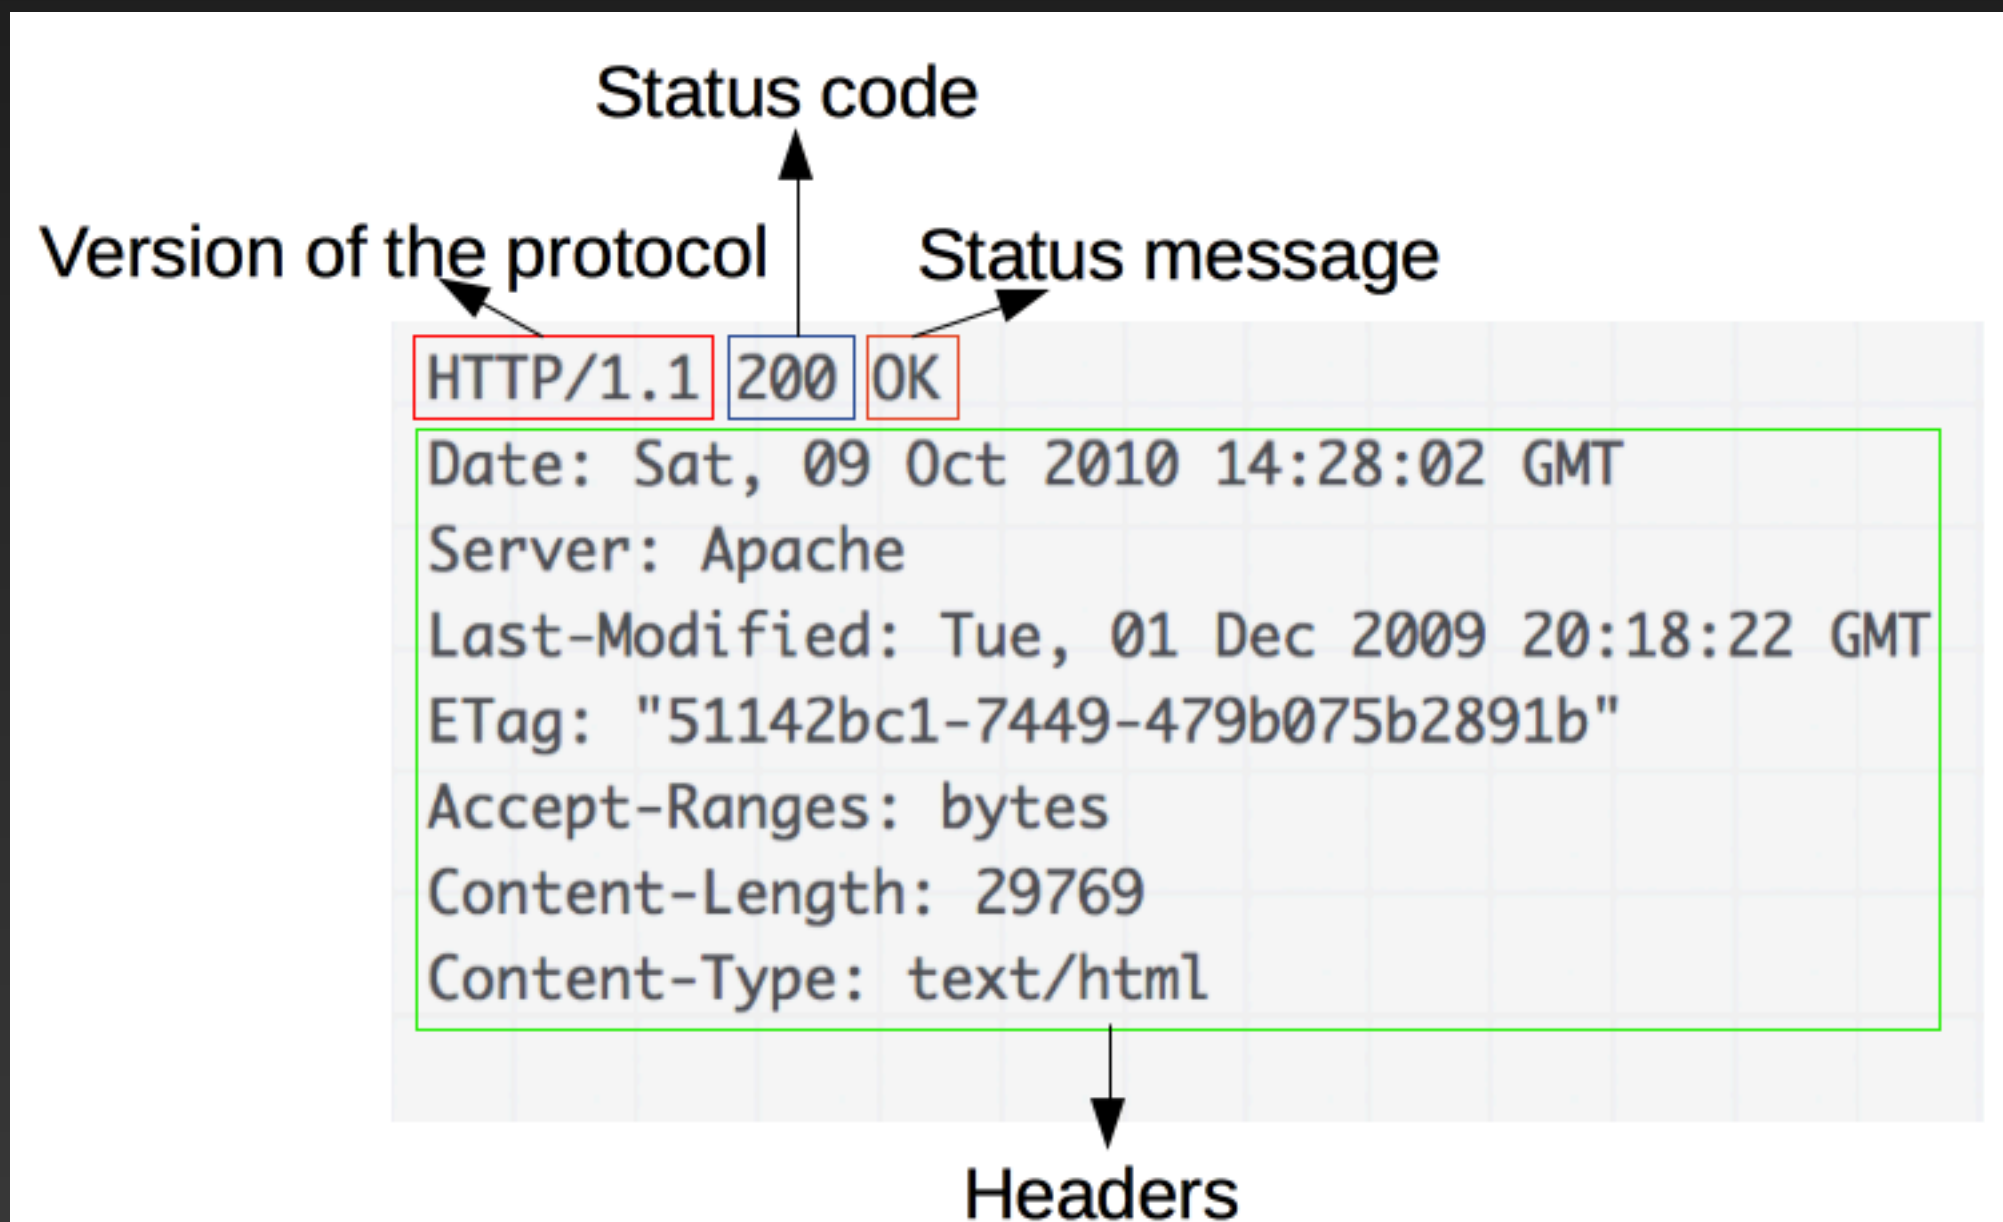 Status code
Version of the protocol
Status message
HTTP/1.1 200 OK
Date: Sat, 09 Oct 2010 14:28:02 GMT
Server: Apache
Last-Modified: Tue, 01 Dec 2009 20:18:22 GMT
ETag: "51142bc1-7449-479b075b2891b"
Accept-Ranges: bytes
Content-Length: 29769
Content-Type: text/html
Headers